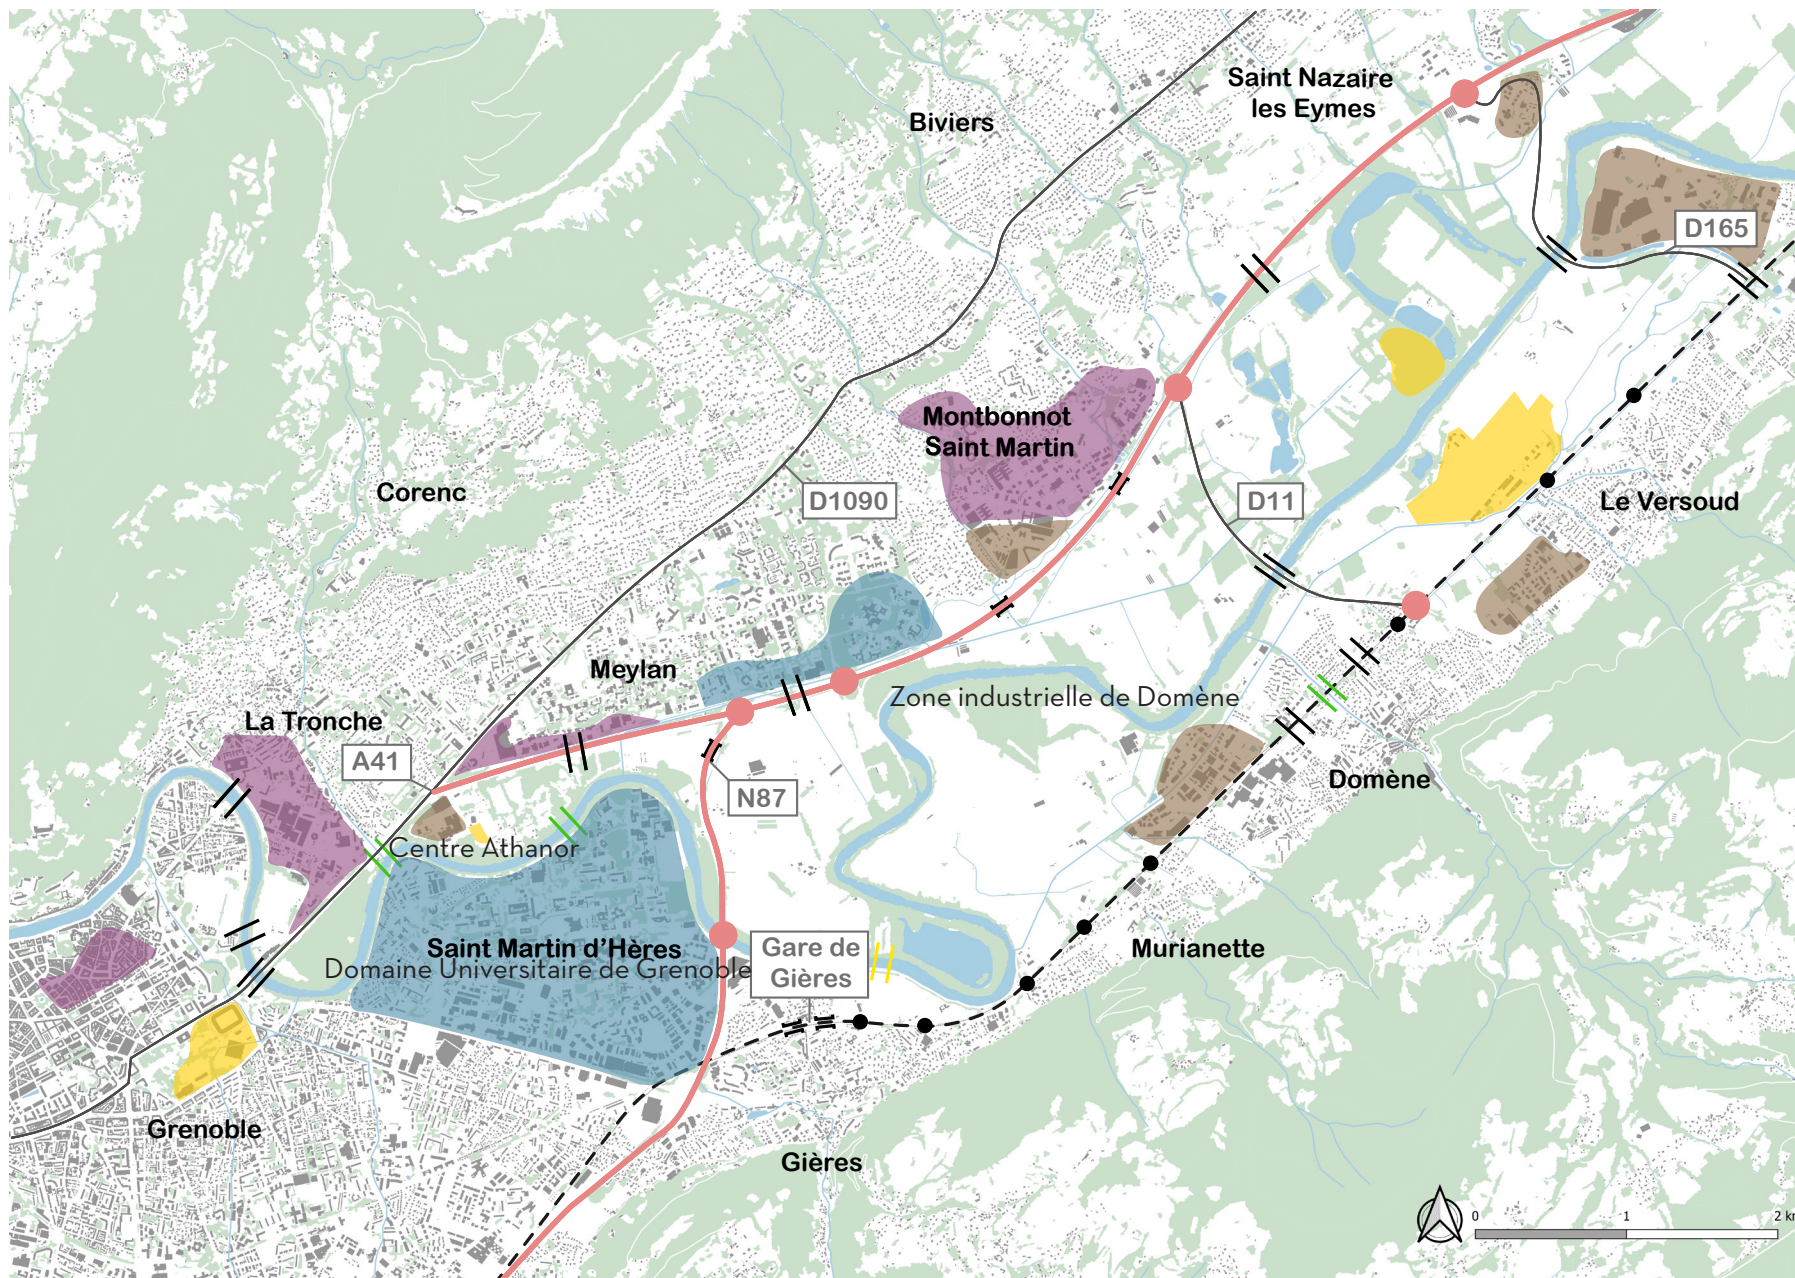 Saint Nazaire
les Eymes
Biviers
D165
Montbonnot
Saint Martin
Corenc
D1090
D11
Le Versoud
Meylan
Zone industrielle de Domène
La Tronche
A41
N87
Domène
Centre Athanor
Saint Martin d'Hères
Domaine Universitaire de Grenoble
Gare de
Gières
Murianette
Grenoble
Gières
0 1 2 km